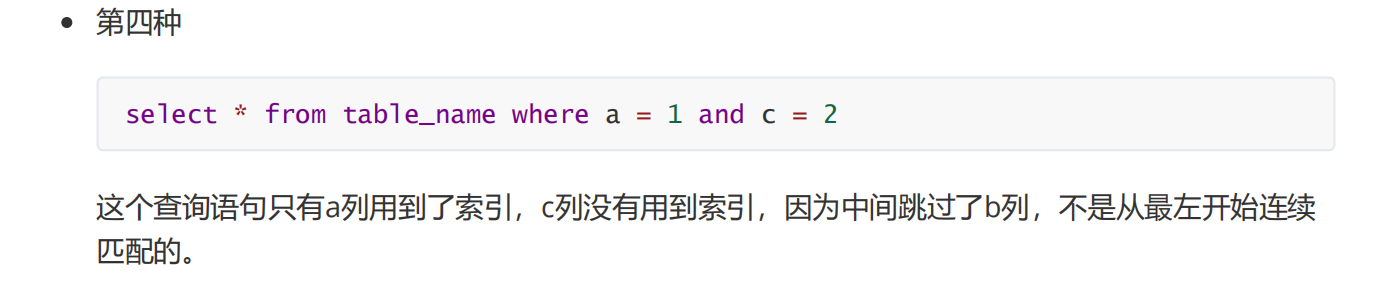 第四种
select * from table_name where a = 1 and c = 2
这个查询语句只有a列用到了索引，c列没有用到索引，因为中间跳过了b列，不是从最左开始连续
匹配的。